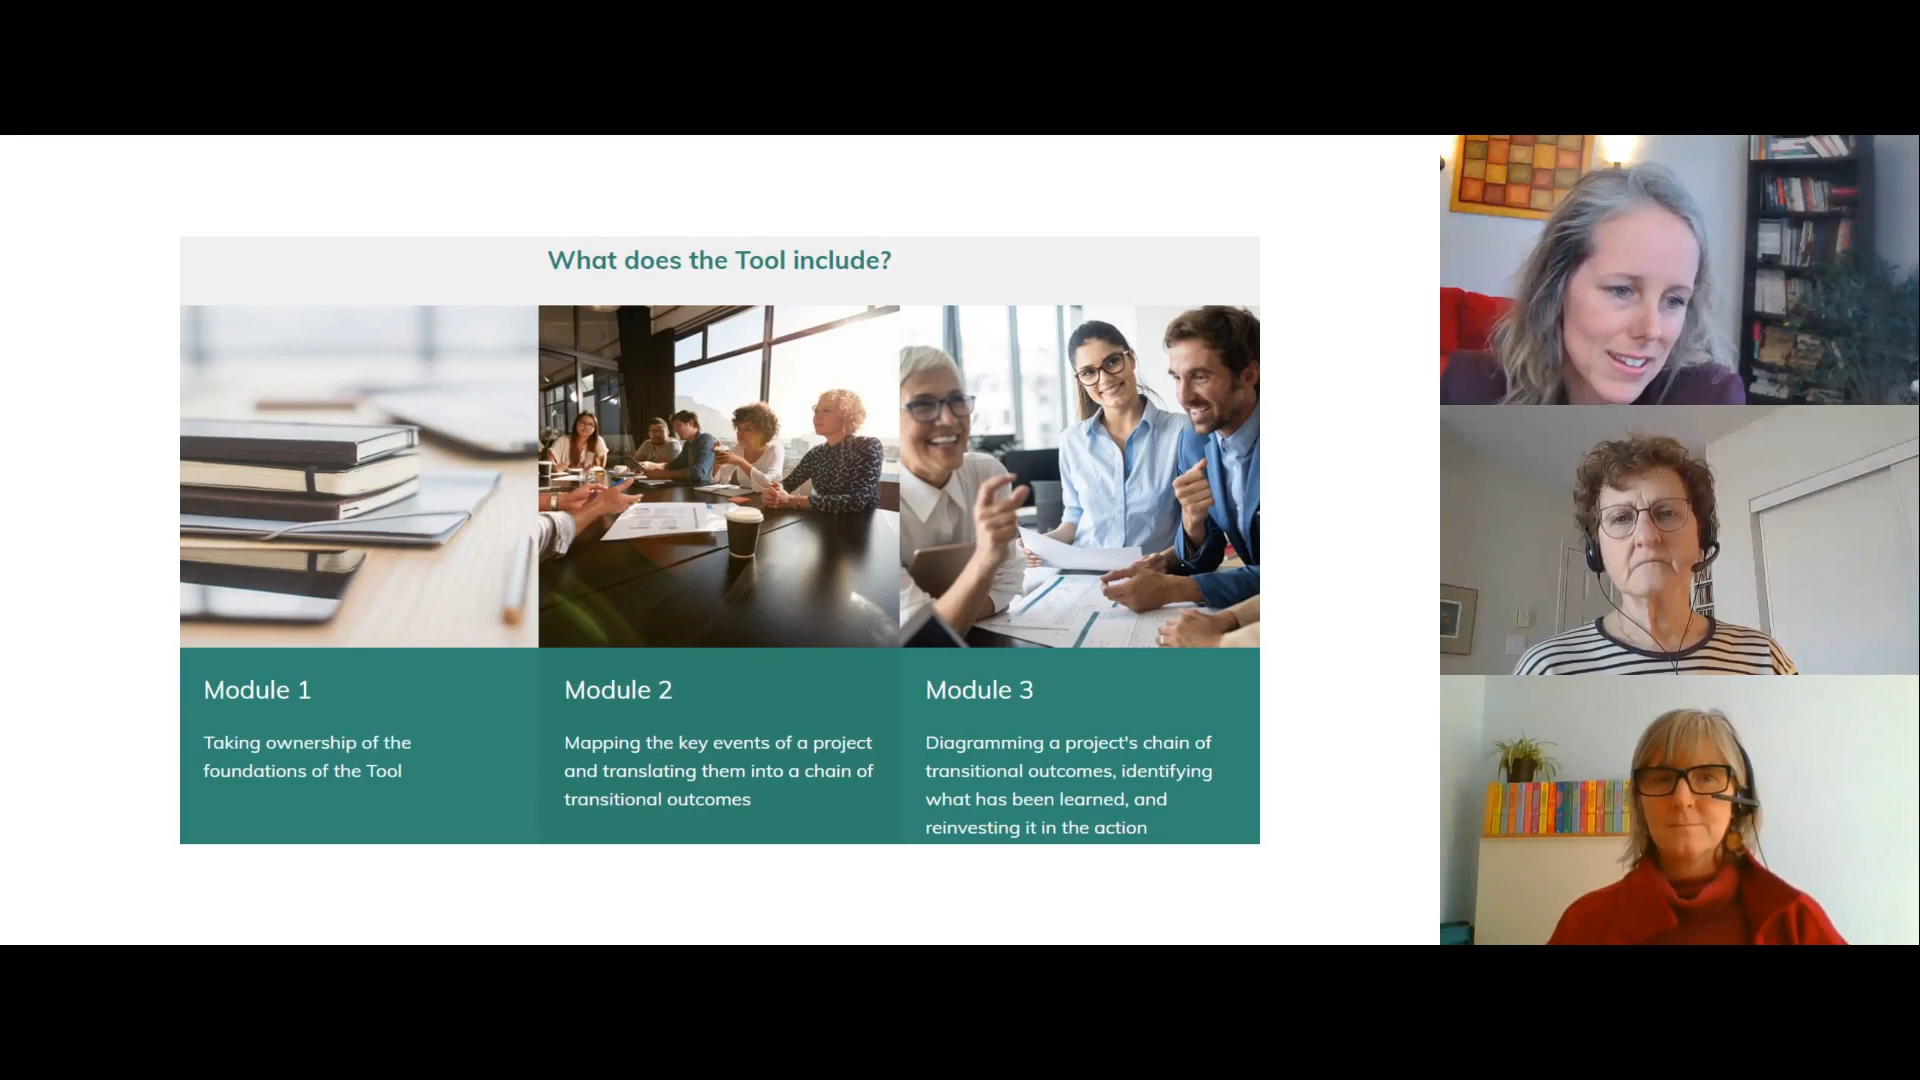 What does the Tool include?
Module 1
Taking ownership of the
foundations of the Tool
Module 2
Mapping the key events of a project
and translating them into a chain of
transitional outcomes
Module 3
Diagramming a project's chain of
transitional outcomes, identifying
what has been learned, and
reinvesting it in the action